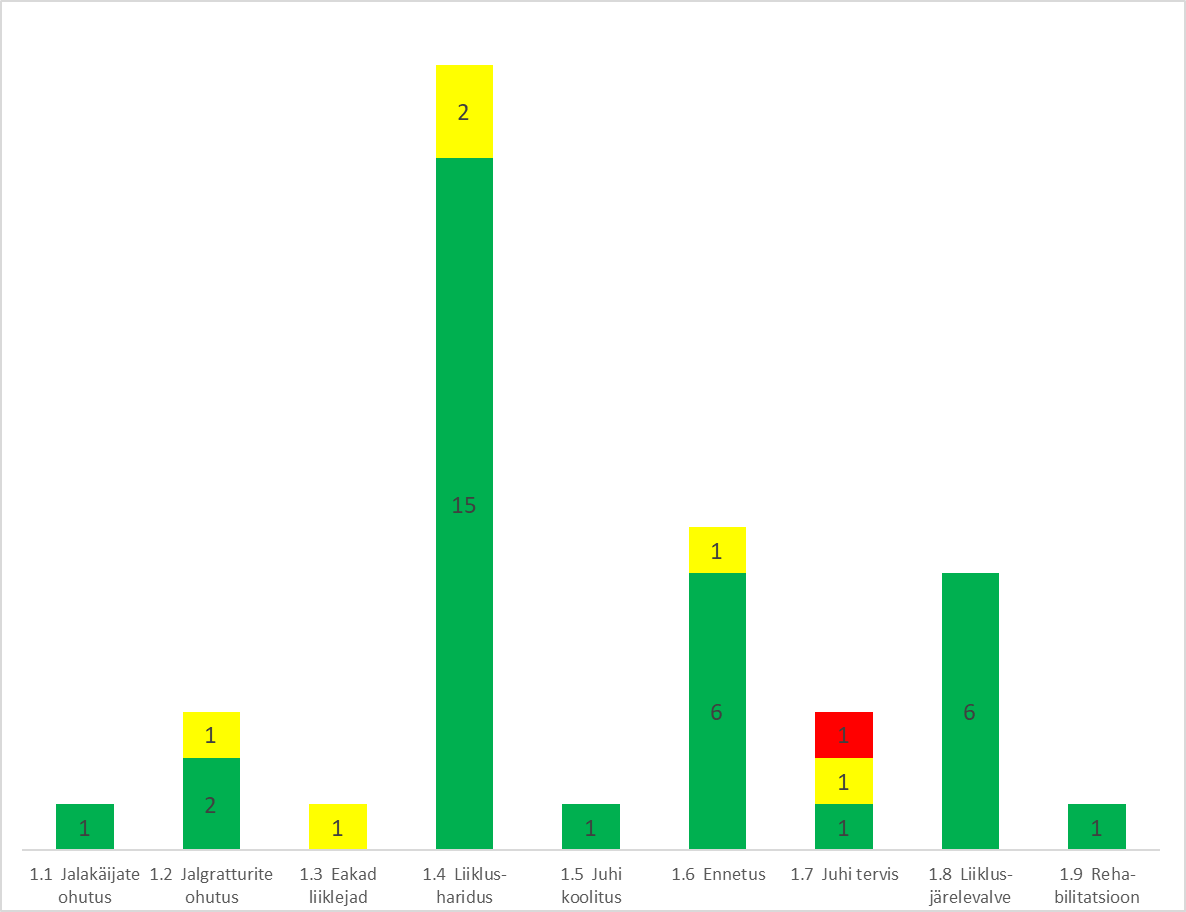 2
15
1
1
6
6
1
1
2
1
1
1
1
1
1.1 Jalakäijate
ohutus
1.2 Jalgratturite
ohutus
1.3 Eakad
liiklejad
1.4 Liiklus-
haridus
1.5 Juhi
koolitus
1.6 Ennetus
1.7 Juhi tervis
1.8 Liiklus-
järelevalve
1.9 Reha-
bilitatsioon